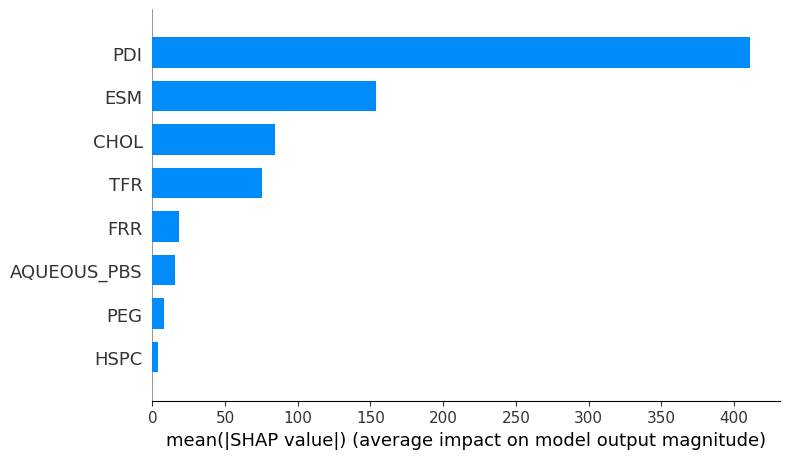 PDI
ESM
CHOL
TFR
FRR
AQUEOUS_PBS
PEG
HSPC
0 50 100 150 200 250 300 350 400
mean(|SHAP value|) (average impact on model output magnitude)